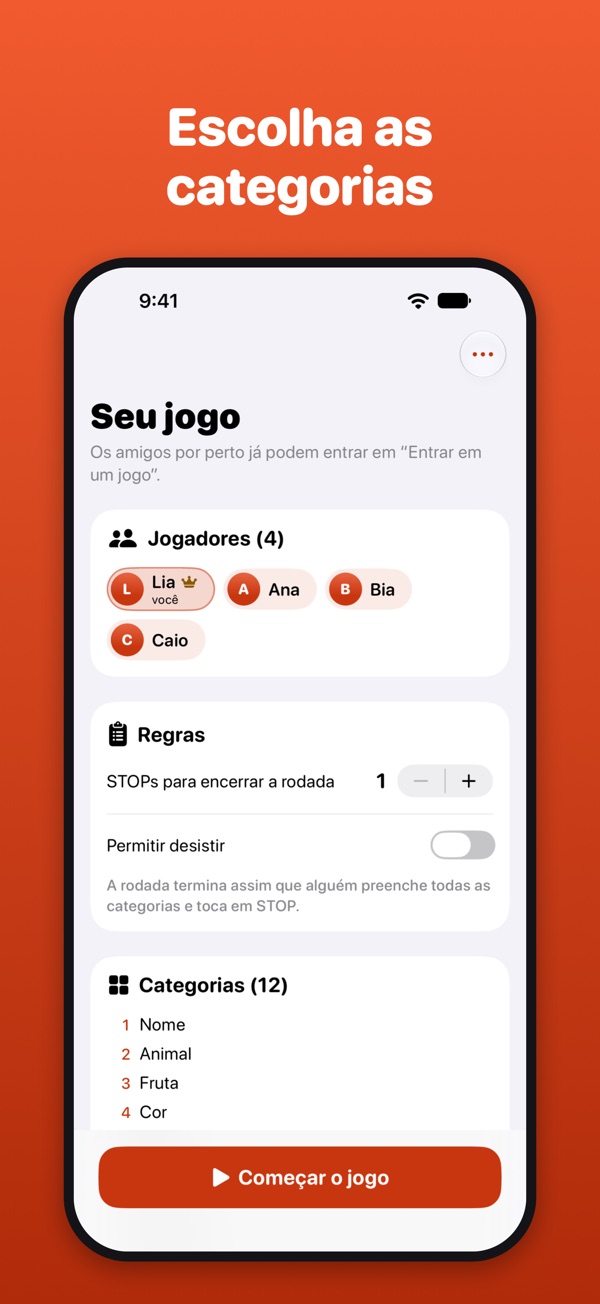 Escolha as
categorias
9:41
Seu jogo
Os amigos por perto já podem entrar em “Entrar em
um jogo”.
Jogadores (4)
L Lia
você
A Ana
B Bia
C Caio
Regras
STOPs para encerrar a rodada 1 − +
Permitir desistir
A rodada termina assim que alguém preenche todas as
categorias e toca em STOP.
Categorias (12)
1 Nome
2 Animal
3 Fruta
4 Cor
Começar o jogo